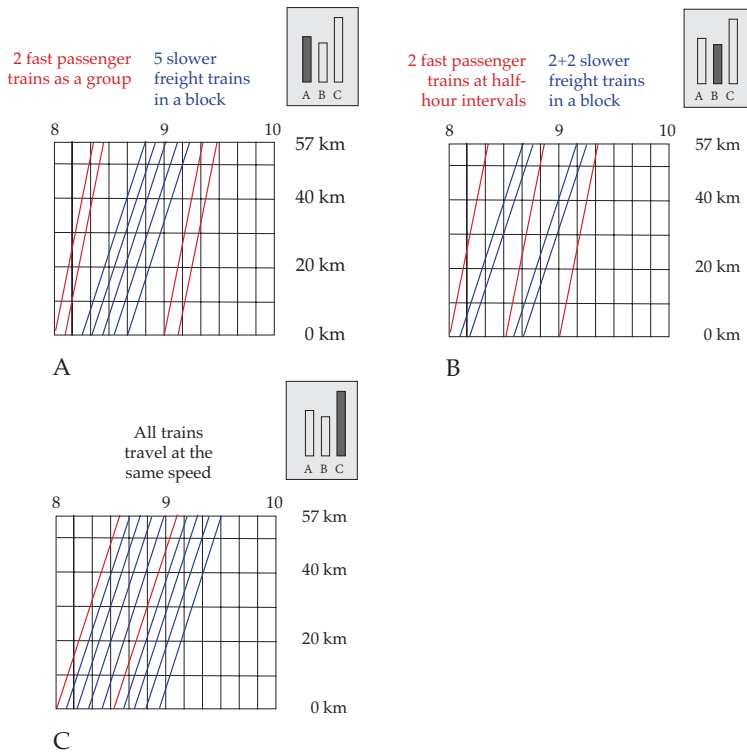 2 fast passenger
trains as a group
5 slower
freight trains
in a block
A B C
8 9 10
57 km
40 km
20 km
0 km
A
2 fast passenger
trains at half-
hour intervals
2+2 slower
freight trains
in a block
A B C
8 9 10
57 km
40 km
20 km
0 km
B
All trains
travel at the
same speed
A B C
8 9 10
57 km
40 km
20 km
0 km
C